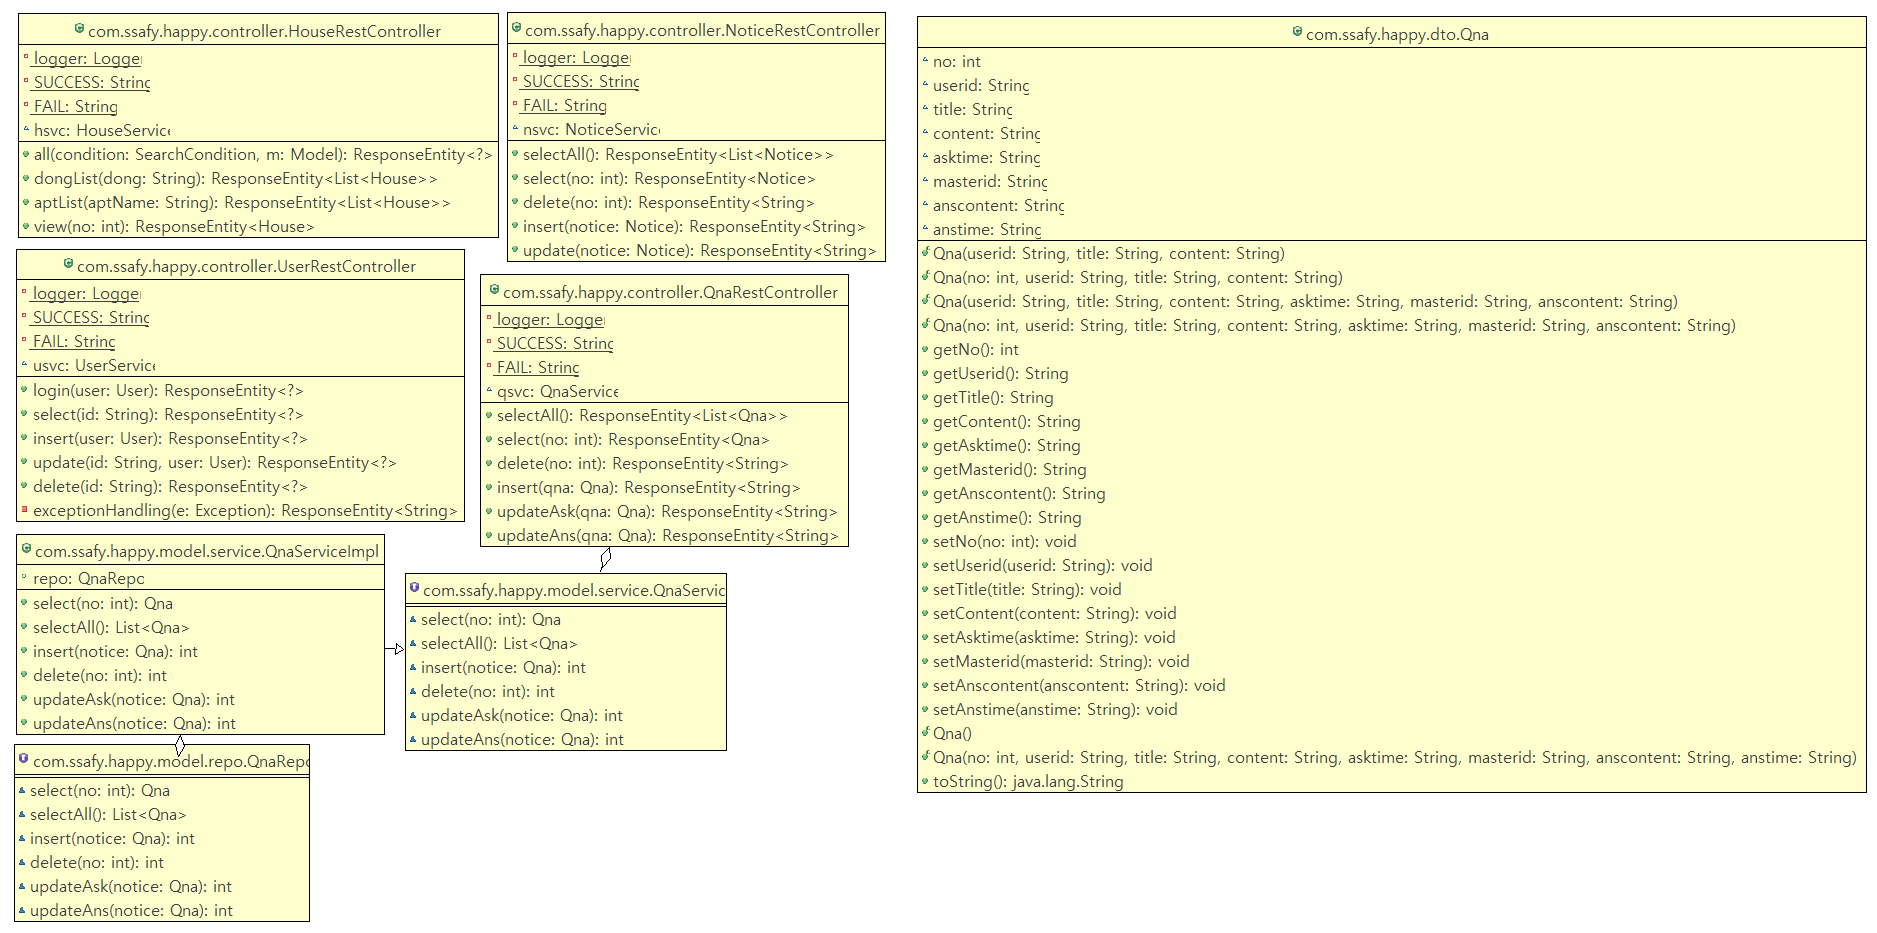 com.ssafy.happy.controller.HouseRestController
logger: Logge
SUCCESS: String
FAIL: String
hsvc: HouseService
all(condition: SearchCondition, m: Model): ResponseEntity<?>
dongList(dong: String): ResponseEntity<List<House>>
aptList(aptName: String): ResponseEntity<List<House>>
view(no: int): ResponseEntity<House>
com.ssafy.happy.controller.NoticeRestController
logger: Logge
SUCCESS: String
FAIL: String
nsvc: NoticeService
selectAll(): ResponseEntity<List<Notice>>
select(no: int): ResponseEntity<Notice>
delete(no: int): ResponseEntity<String>
insert(notice: Notice): ResponseEntity<String>
update(notice: Notice): ResponseEntity<String>
com.ssafy.happy.controller.UserRestController
logger: Logge
SUCCESS: String
FAIL: String
usvc: UserService
login(user: User): ResponseEntity<?>
select(id: String): ResponseEntity<?>
insert(user: User): ResponseEntity<?>
update(id: String, user: User): ResponseEntity<?>
delete(id: String): ResponseEntity<?>
exceptionHandling(e: Exception): ResponseEntity<String>
com.ssafy.happy.controller.QnaRestController
logger: Logge
SUCCESS: String
FAIL: String
qsvc: QnaService
selectAll(): ResponseEntity<List<Qna>>
select(no: int): ResponseEntity<Qna>
delete(no: int): ResponseEntity<String>
insert(qna: Qna): ResponseEntity<String>
updateAsk(qna: Qna): ResponseEntity<String>
updateAns(qna: Qna): ResponseEntity<String>
com.ssafy.happy.model.service.QnaServiceImpl
repo: QnaRepo
select(no: int): Qna
selectAll(): List<Qna>
insert(notice: Qna): int
delete(no: int): int
updateAsk(notice: Qna): int
updateAns(notice: Qna): int
com.ssafy.happy.model.service.QnaServic
select(no: int): Qna
selectAll(): List<Qna>
insert(notice: Qna): int
delete(no: int): int
updateAsk(notice: Qna): int
updateAns(notice: Qna): int
com.ssafy.happy.model.repo.QnaRepo
select(no: int): Qna
selectAll(): List<Qna>
insert(notice: Qna): int
delete(no: int): int
updateAsk(notice: Qna): int
updateAns(notice: Qna): int
com.ssafy.happy.dto.Qna
no: int
userid: String
title: String
content: String
asktime: String
masterid: String
anscontent: String
anstime: String
Qna(userid: String, title: String, content: String)
Qna(no: int, userid: String, title: String, content: String)
Qna(userid: String, title: String, content: String, asktime: String, masterid: String, anscontent: String)
Qna(no: int, userid: String, title: String, content: String, asktime: String, masterid: String, anscontent: String)
getNo(): int
getUserid(): String
getTitle(): String
getContent(): String
getAsktime(): String
getMasterid(): String
getAnscontent(): String
getAnstime(): String
setNo(no: int): void
setUserid(userid: String): void
setTitle(title: String): void
setContent(content: String): void
setAsktime(asktime: String): void
setMasterid(masterid: String): void
setAnscontent(anscontent: String): void
setAnstime(anstime: String): void
Qna()
Qna(no: int, userid: String, title: String, content: String, asktime: String, masterid: String, anscontent: String, anstime: String)
toString(): java.lang.String